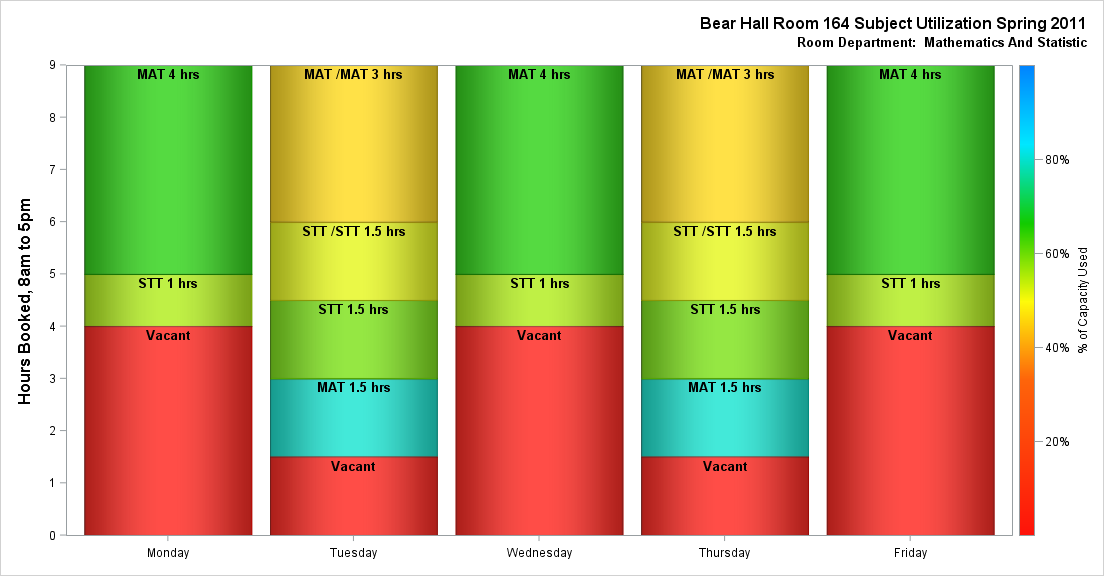 Bear Hall Room 164 Subject Utilization Spring 2011
Room Department:  Mathematics And Statistic
Hours Booked, 8am to 5pm
9
8
7
6
5
4
3
2
1
0
MAT 4 hrs
STT 1 hrs
Vacant
MAT /MAT 3 hrs
STT /STT 1.5 hrs
STT 1.5 hrs
MAT 1.5 hrs
Vacant
MAT 4 hrs
STT 1 hrs
Vacant
MAT /MAT 3 hrs
STT /STT 1.5 hrs
STT 1.5 hrs
MAT 1.5 hrs
Vacant
MAT 4 hrs
STT 1 hrs
Vacant
Monday
Tuesday
Wednesday
Thursday
Friday
80%
60%
40%
20%
% of Capacity Used